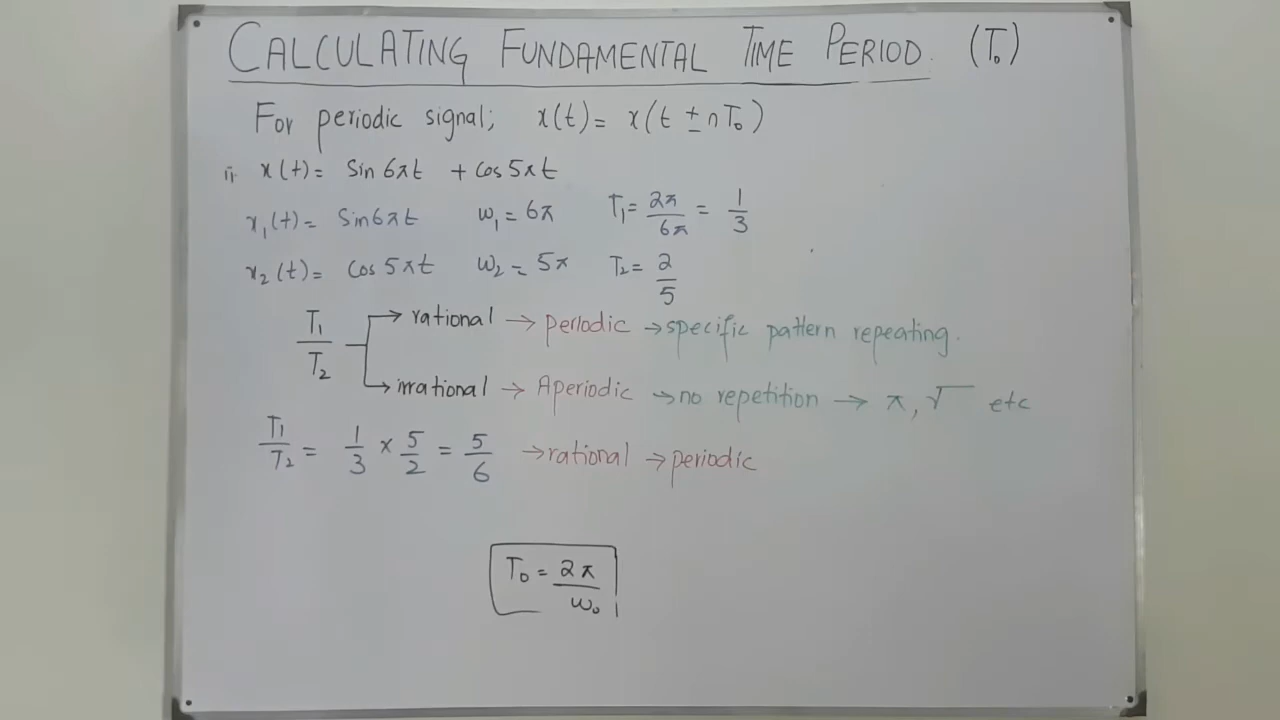 CALCULATING FUNDAMENTAL TIME PERIOD. (T₀)
For periodic signal; x(t) = x(t ± nT₀)
ii x(t) = Sin 6πt + cos 5πt
x₁(t) = Sin6πt ω₁ = 6π T₁ = 2π/6π = 1/3
x₂(t) = cos 5πt ω₂ = 5π T₂ = 2/5
T₁/T₂ → rational → periodic → specific pattern repeating.
→ irrational → Aperiodic → no repetition → π, √ etc
T₁/T₂ = 1/3 × 5/2 = 5/6 → rational → periodic
T₀ = 2π/ω₀